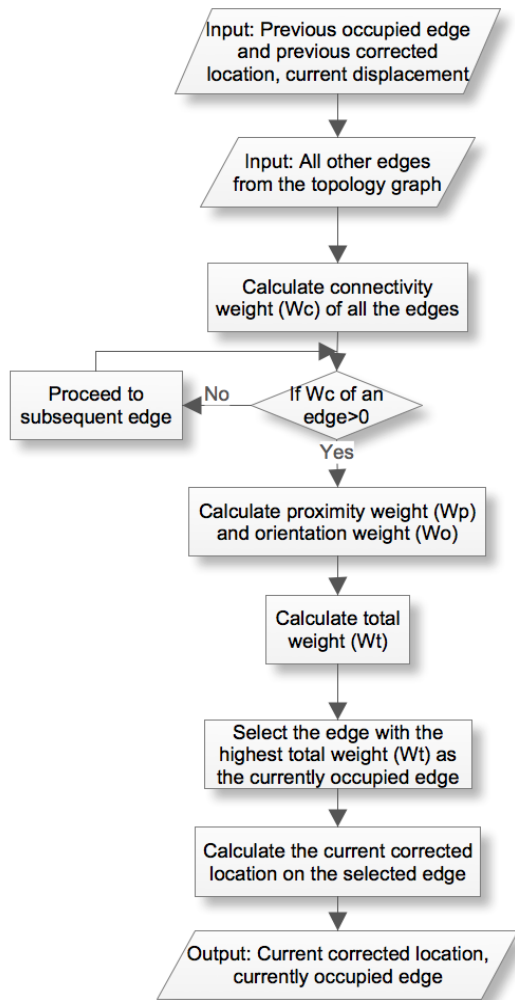 Input: Previous occupied edge
and previous corrected
location, current displacement
Input: All other edges
from the topology graph
Calculate connectivity
weight (Wc) of all the edges
Proceed to
subsequent edge
No
If Wc of an
edge>0
Yes
Calculate proximity weight (Wp)
and orientation weight (Wo)
Calculate total
weight (Wt)
Select the edge with the
highest total weight (Wt) as
the currently occupied edge
Calculate the current corrected
location on the selected edge
Output: Current corrected location,
currently occupied edge